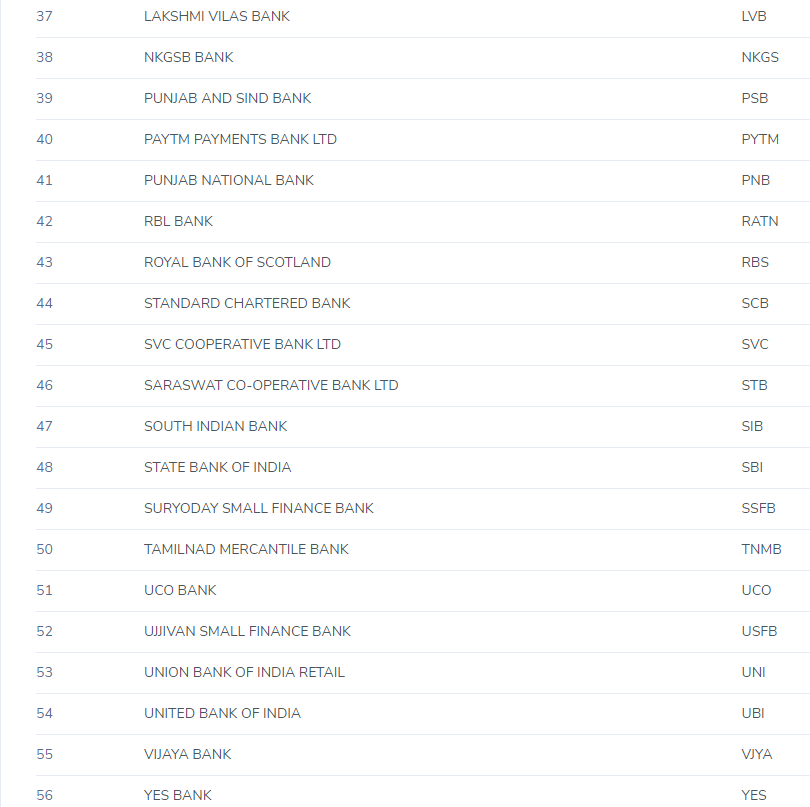 37 LAKSHMI VILAS BANK LVB
38 NKGSB BANK NKGS
39 PUNJAB AND SIND BANK PSB
40 PAYTM PAYMENTS BANK LTD PYTM
41 PUNJAB NATIONAL BANK PNB
42 RBL BANK RATN
43 ROYAL BANK OF SCOTLAND RBS
44 STANDARD CHARTERED BANK SCB
45 SVC COOPERATIVE BANK LTD SVC
46 SARASWAT CO-OPERATIVE BANK LTD STB
47 SOUTH INDIAN BANK SIB
48 STATE BANK OF INDIA SBI
49 SURYODAY SMALL FINANCE BANK SSFB
50 TAMILNAD MERCANTILE BANK TNMB
51 UCO BANK UCO
52 UJJIVAN SMALL FINANCE BANK USFB
53 UNION BANK OF INDIA RETAIL UNI
54 UNITED BANK OF INDIA UBI
55 VIJAYA BANK VJYA
56 YES BANK YES